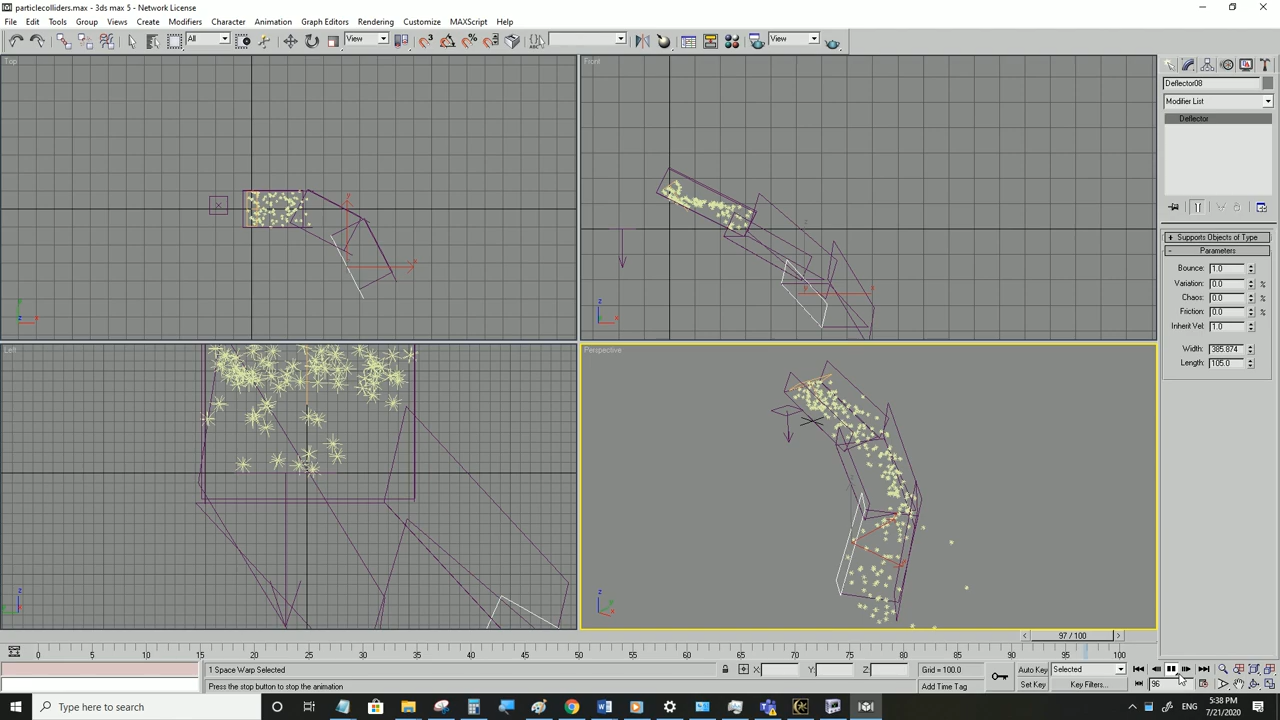 particlecolliders.max - 3ds max 5 - Network License
File Edit Tools Group Views Create Modifiers Character Animation Graph Editors Rendering Customize MAXScript Help
All View View
Top Front
Deflector08
Modifier List
Deflector
Supports Objects of Type
Parameters
Bounce: 1.0
Variation: 0.0 %
Chaos: 0.0 %
Friction: 0.0 %
Inherit Vel: 1.0
Width: 385.874
Length: 105.0
Left Perspective
97 / 100
0 5 10 15 20 25 30 35 40 45 50 55 60 65 70 75 80 85 90 95 100
1 Space Warp Selected X: Y: Z: Grid = 100.0 Auto Key Selected
Press the stop button to stop the animation Add Time Tag Set Key Key Filters... 96
Type here to search
ENG
5:38 PM
7/21/2020